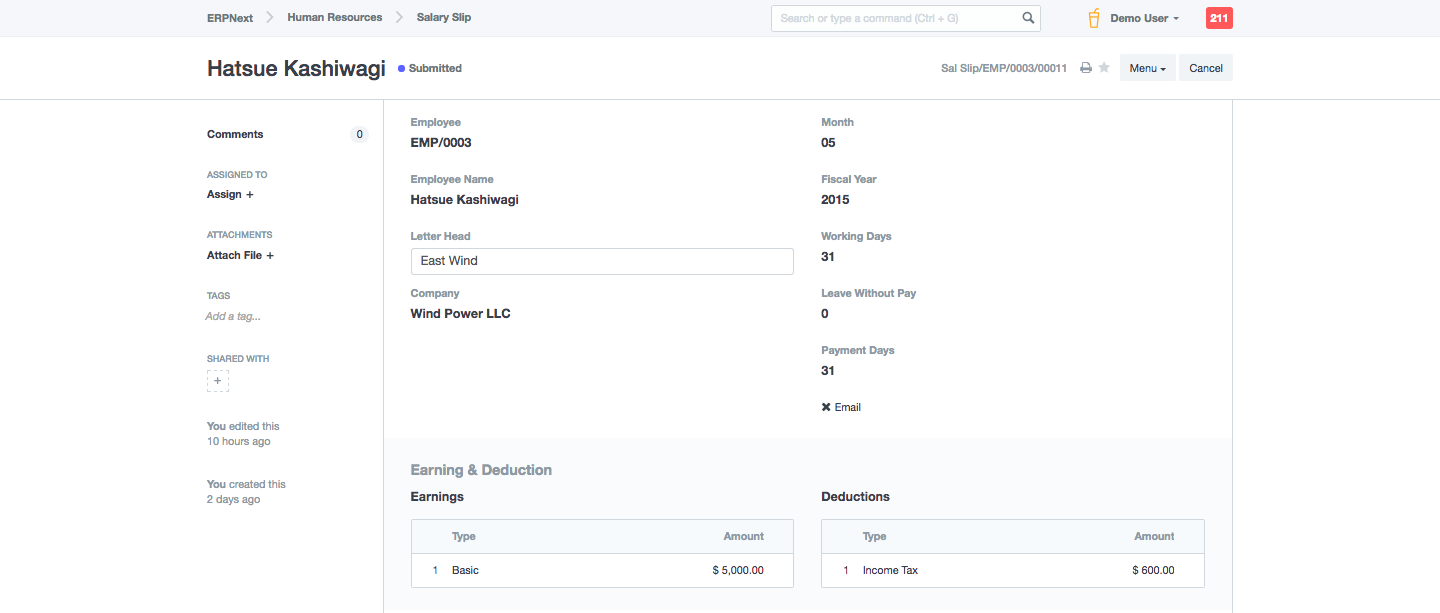 ERPNext Human Resources Salary Slip Search or type a command (Ctrl + G) Demo User 211
Hatsue Kashiwagi Submitted Sal Slip/EMP/0003/00011 Menu Cancel
Comments 0
ASSIGNED TO
Assign +
ATTACHMENTS
Attach File +
TAGS
Add a tag...
SHARED WITH
+
You edited this
10 hours ago
You created this
2 days ago
Employee
EMP/0003
Employee Name
Hatsue Kashiwagi
Letter Head
East Wind
Company
Wind Power LLC
Month
05
Fiscal Year
2015
Working Days
31
Leave Without Pay
0
Payment Days
31
Email
Earning & Deduction
Earnings
Type Amount
1 Basic $ 5,000.00
Deductions
Type Amount
1 Income Tax $ 600.00